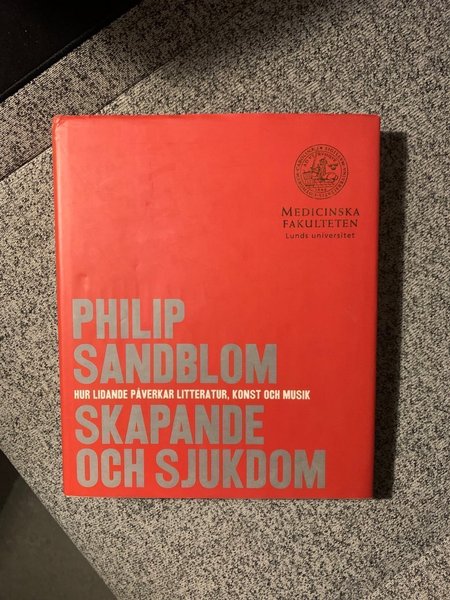 MEDICINSKA
FAKULTETEN
Lunds universitet
PHILIP
SANDBLOM
HUR LIDANDE PÅVERKAR LITTERATUR, KONST OCH MUSIK
SKAPANDE
OCH SJUKDOM